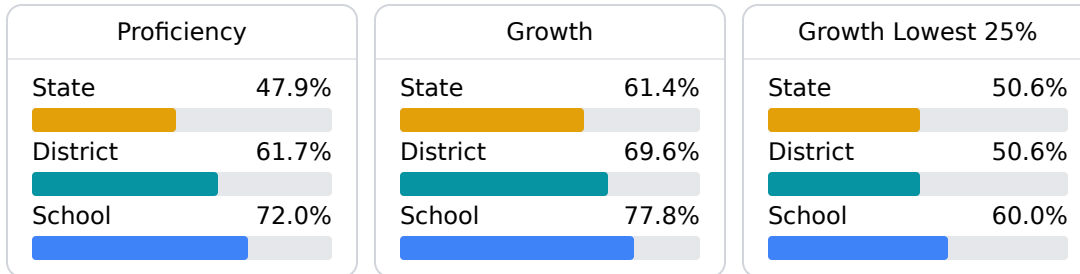 Proficiency
State 47.9%
District 61.7%
School 72.0%
Growth
State 61.4%
District 69.6%
School 77.8%
Growth Lowest 25%
State 50.6%
District 50.6%
School 60.0%